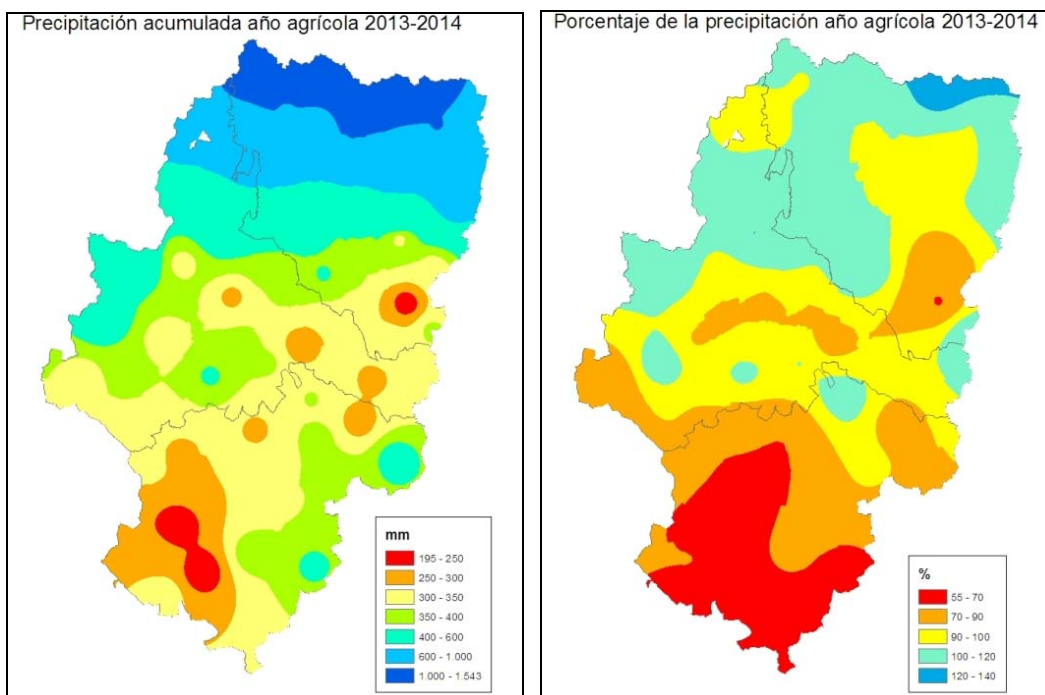 Precipitación acumulada año agrícola 2013-2014
mm
195 - 250
250 - 300
300 - 350
350 - 400
400 - 600
600 - 1.000
1.000 - 1.543
Porcentaje de la precipitación año agrícola 2013-2014
%
55 - 70
70 - 90
90 - 100
100 - 120
120 - 140